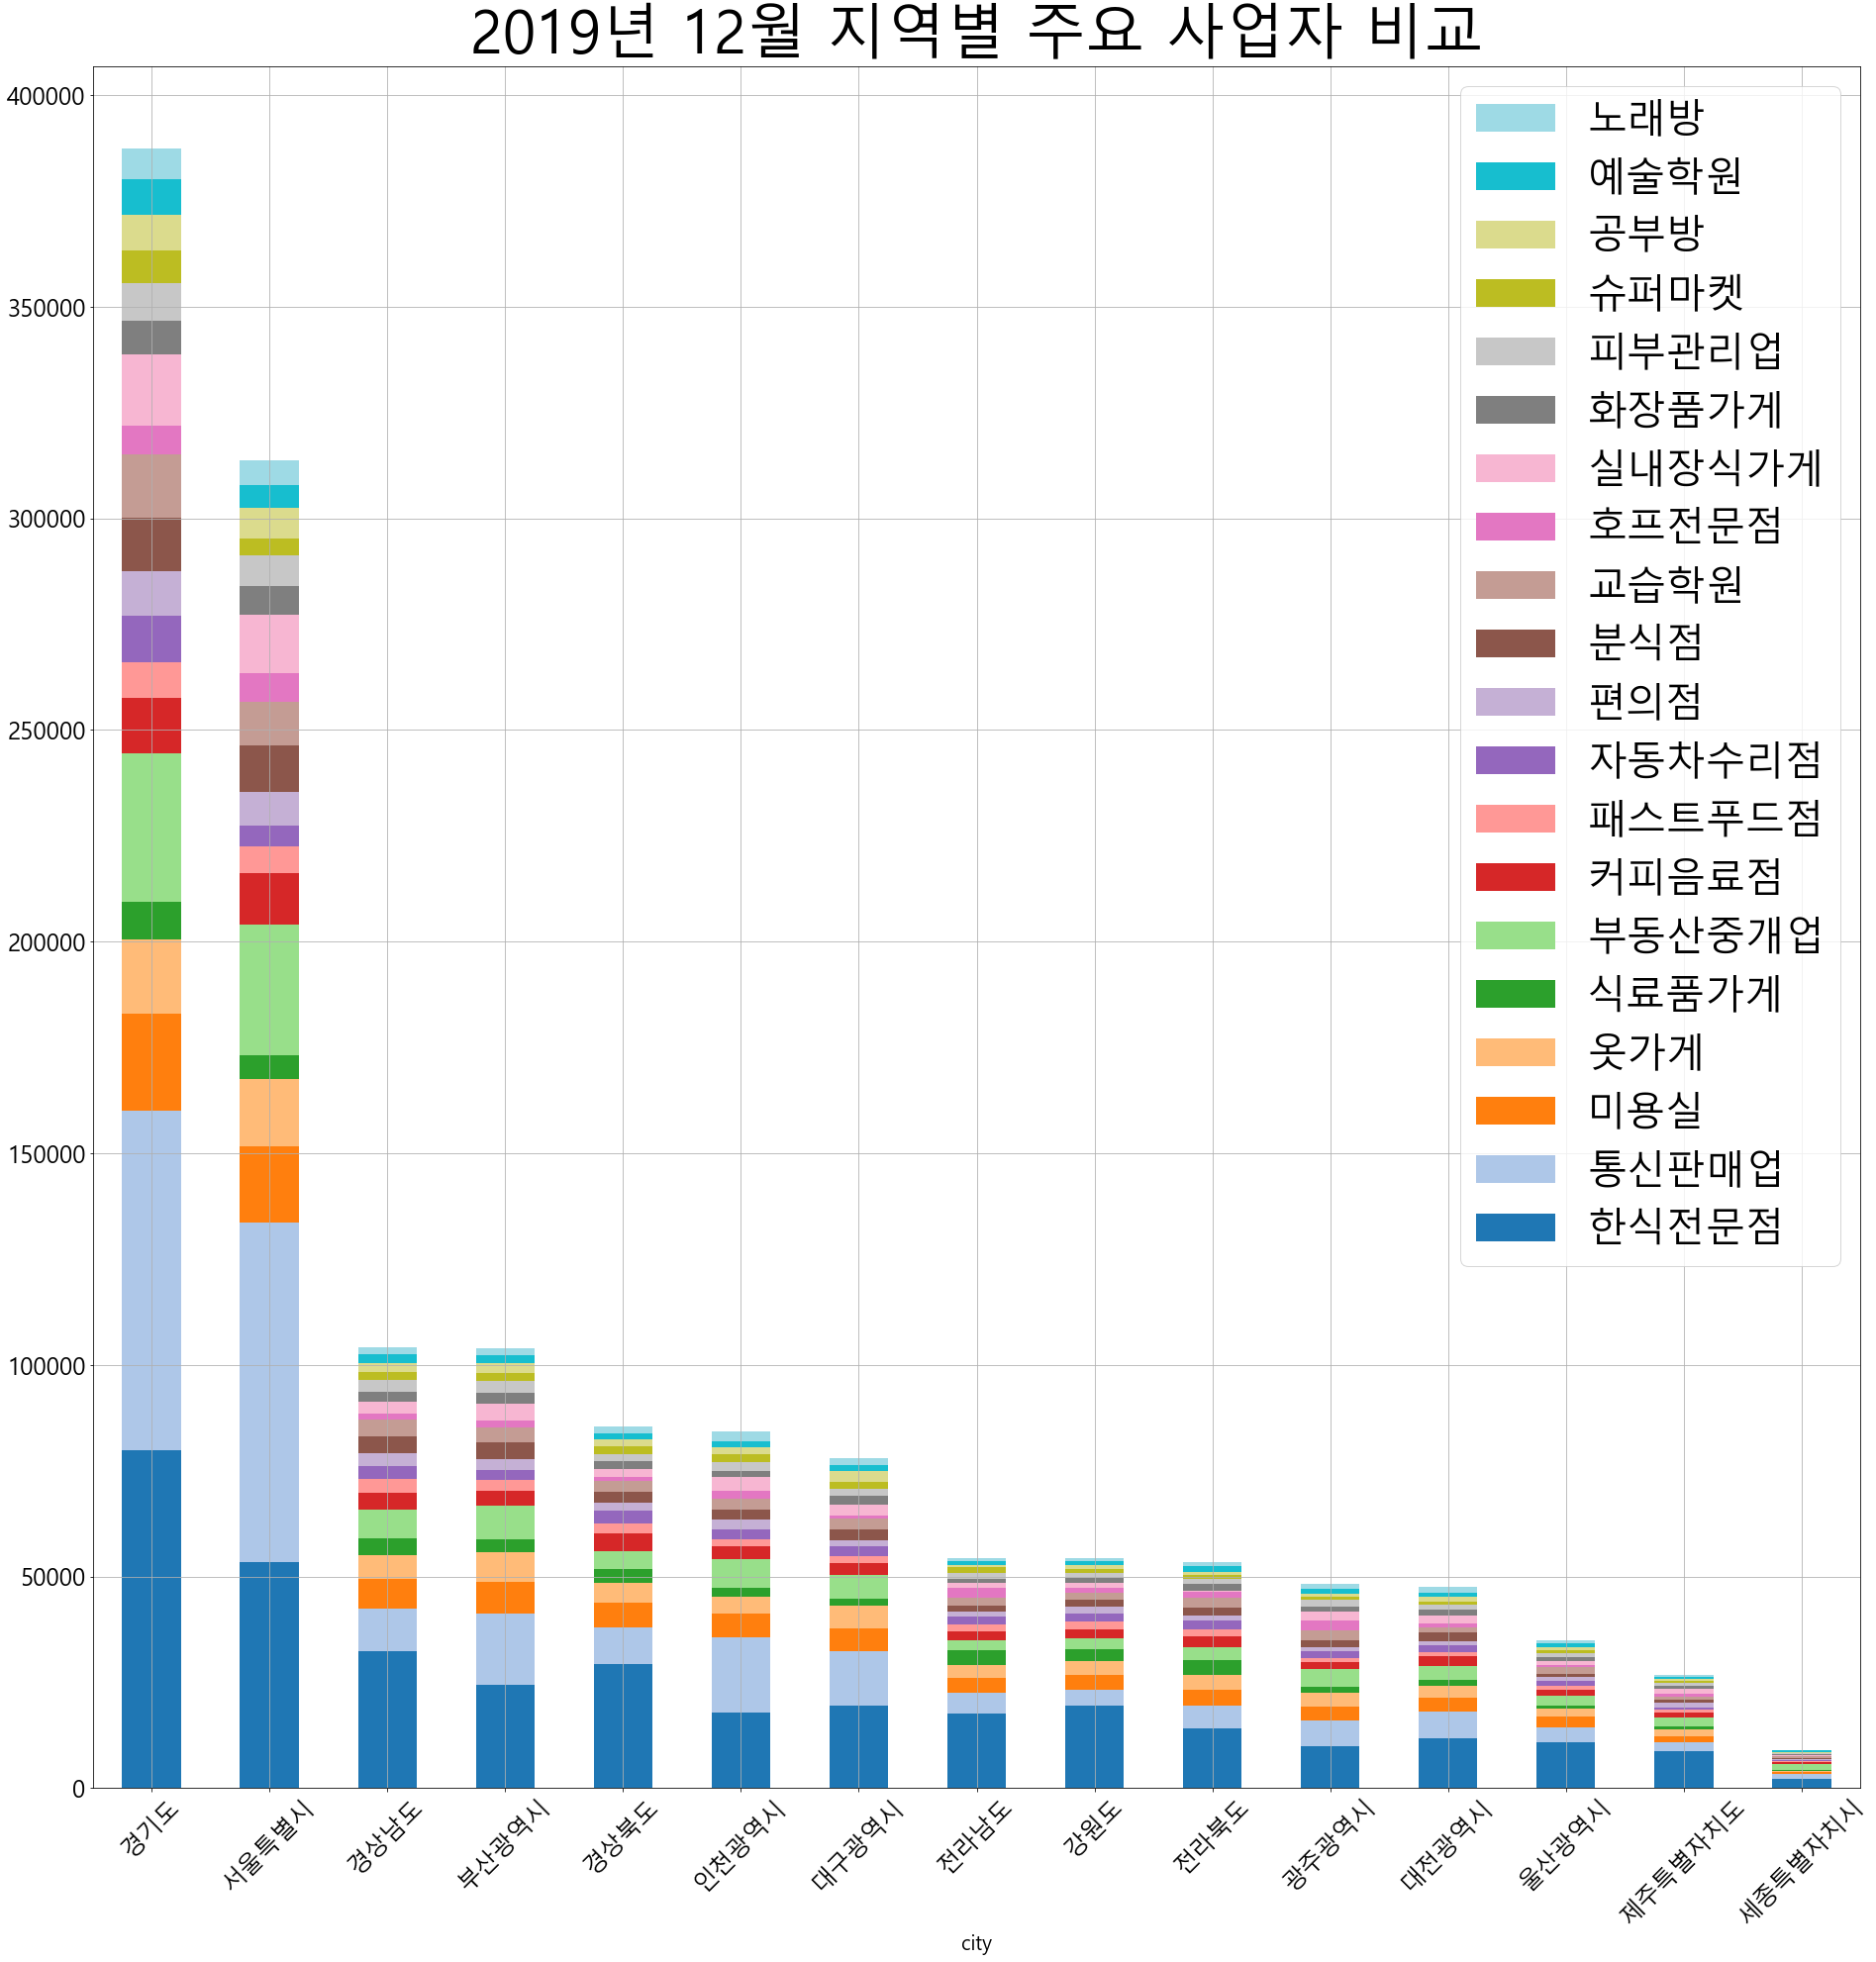 2019년 12월 지역별 주요 사업자 비교
400000
350000
300000
250000
200000
150000
100000
50000
0
노래방
예술학원
공부방
슈퍼마켓
피부관리업
화장품가게
실내장식가게
호프전문점
교습학원
분식점
편의점
자동차수리점
패스트푸드점
커피음료점
부동산중개업
식료품가게
옷가게
미용실
통신판매업
한식전문점
경기도
서울특별시
경상남도
부산광역시
경상북도
인천광역시
대구광역시
전라남도
강원도
전라북도
광주광역시
대전광역시
울산광역시
제주특별자치도
세종특별자치시
city